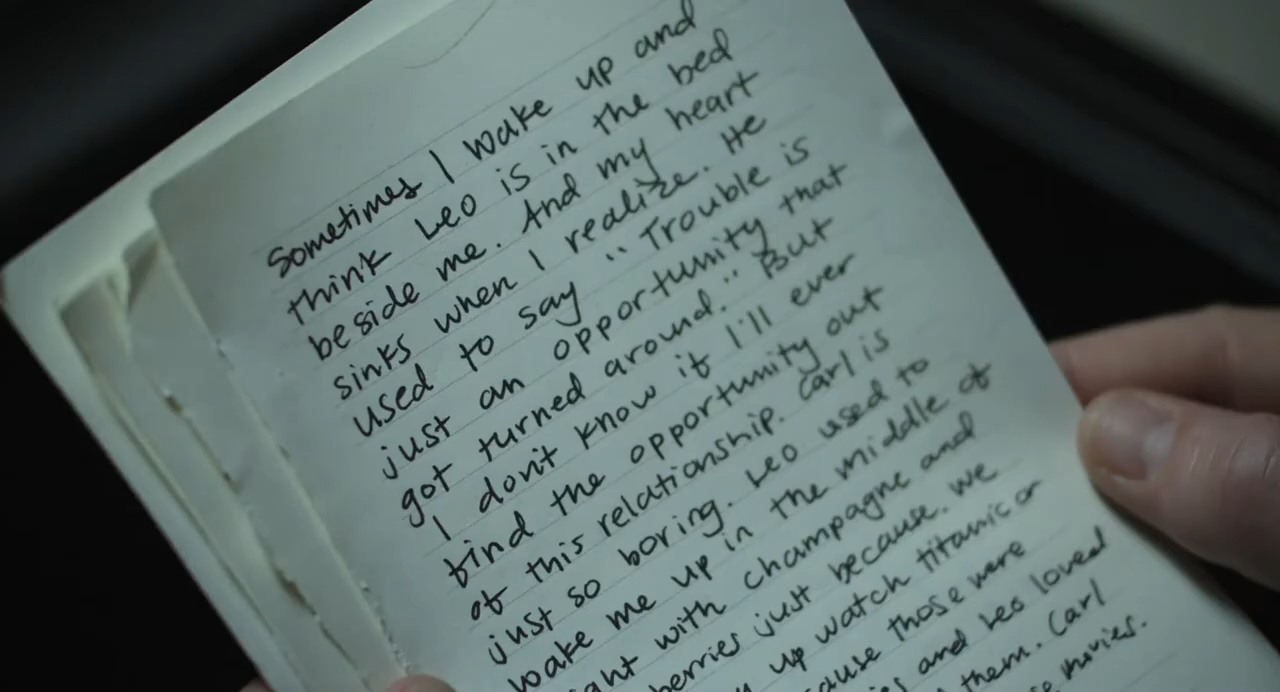 Sometimes I wake up and
think Leo is in the bed
beside me. And my heart
sinks when I realize. He
used to say "Trouble is
just an opportunity that
got turned around." But
I don't know if I'll ever
find the opportunity out
of this relationship. Carl is
just so boring. Leo used to
wake me up in the middle of
with champagne and
just because. We
up watch titanic or
those were
and Leo loved
them. Carl
movies.